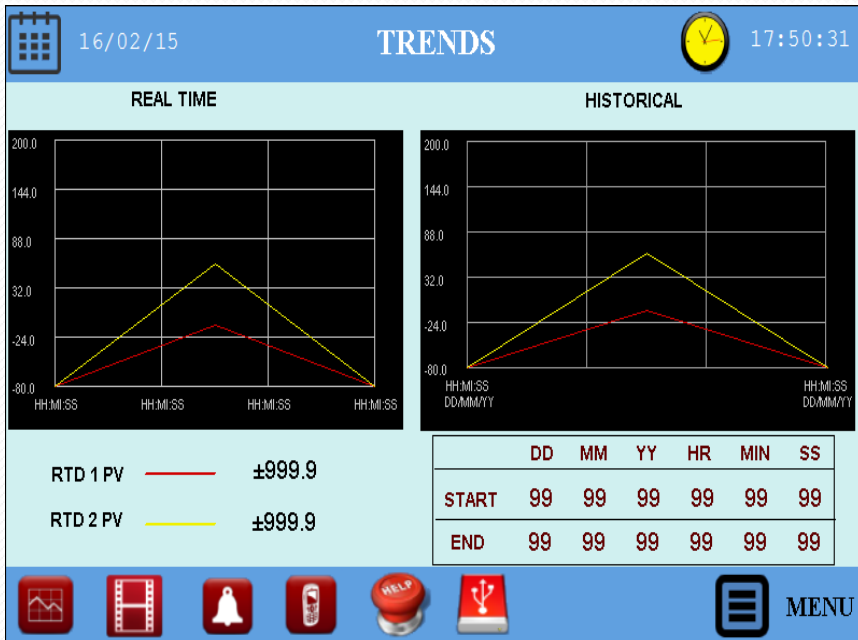 16/02/15 TRENDS 17:50:31
REAL TIME
200.0
144.0
88.0
32.0
-24.0
-80.0
HH:MI:SS HH:MI:SS HH:MI:SS HH:MI:SS
HISTORICAL
200.0
144.0
88.0
32.0
-24.0
-80.0
HH:MI:SS HH:MI:SS
DD/MM/YY DD/MM/YY
RTD 1 PV ±999.9
RTD 2 PV ±999.9
DD MM YY HR MIN SS
START 99 99 99 99 99 99
END 99 99 99 99 99 99
HELP
MENU